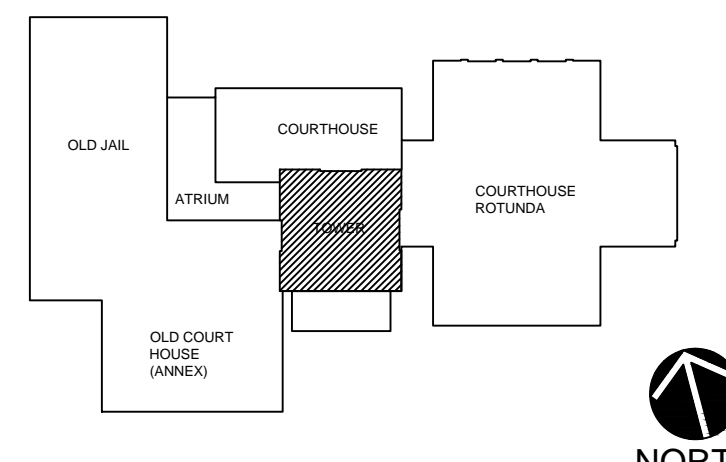 COURTHOUSE
OLD JAIL
COURTHOUSE
ROTUNDA
ATRIUM
TOWER
OLD COURT
HOUSE
(ANNEX)
NORT